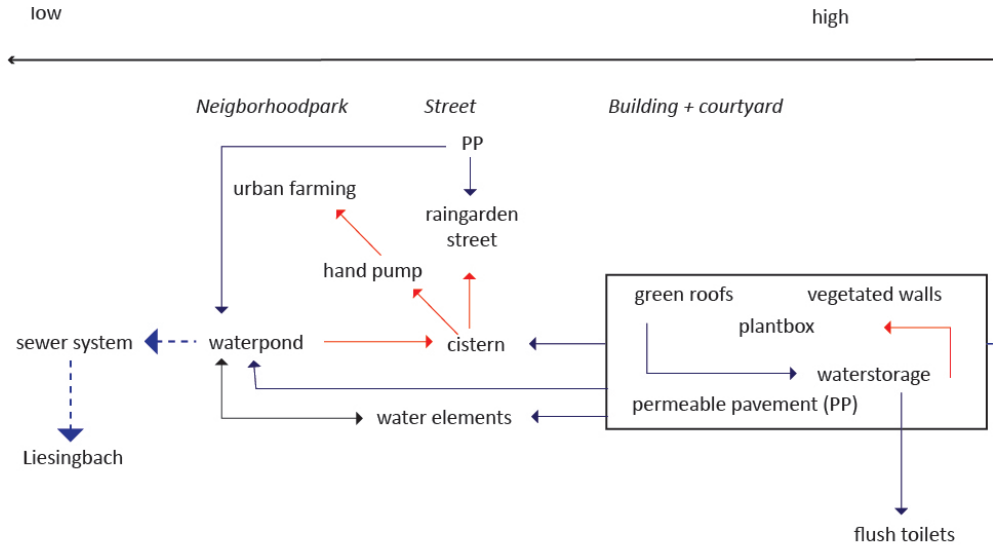 low
high
Neigborhoodpark
Street
Building + courtyard
PP
urban farming
raingarden
street
hand pump
green roofs
vegetated walls
plantbox
sewer system
waterpond
cistern
waterstorage
permeable pavement (PP)
water elements
Liesingbach
flush toilets